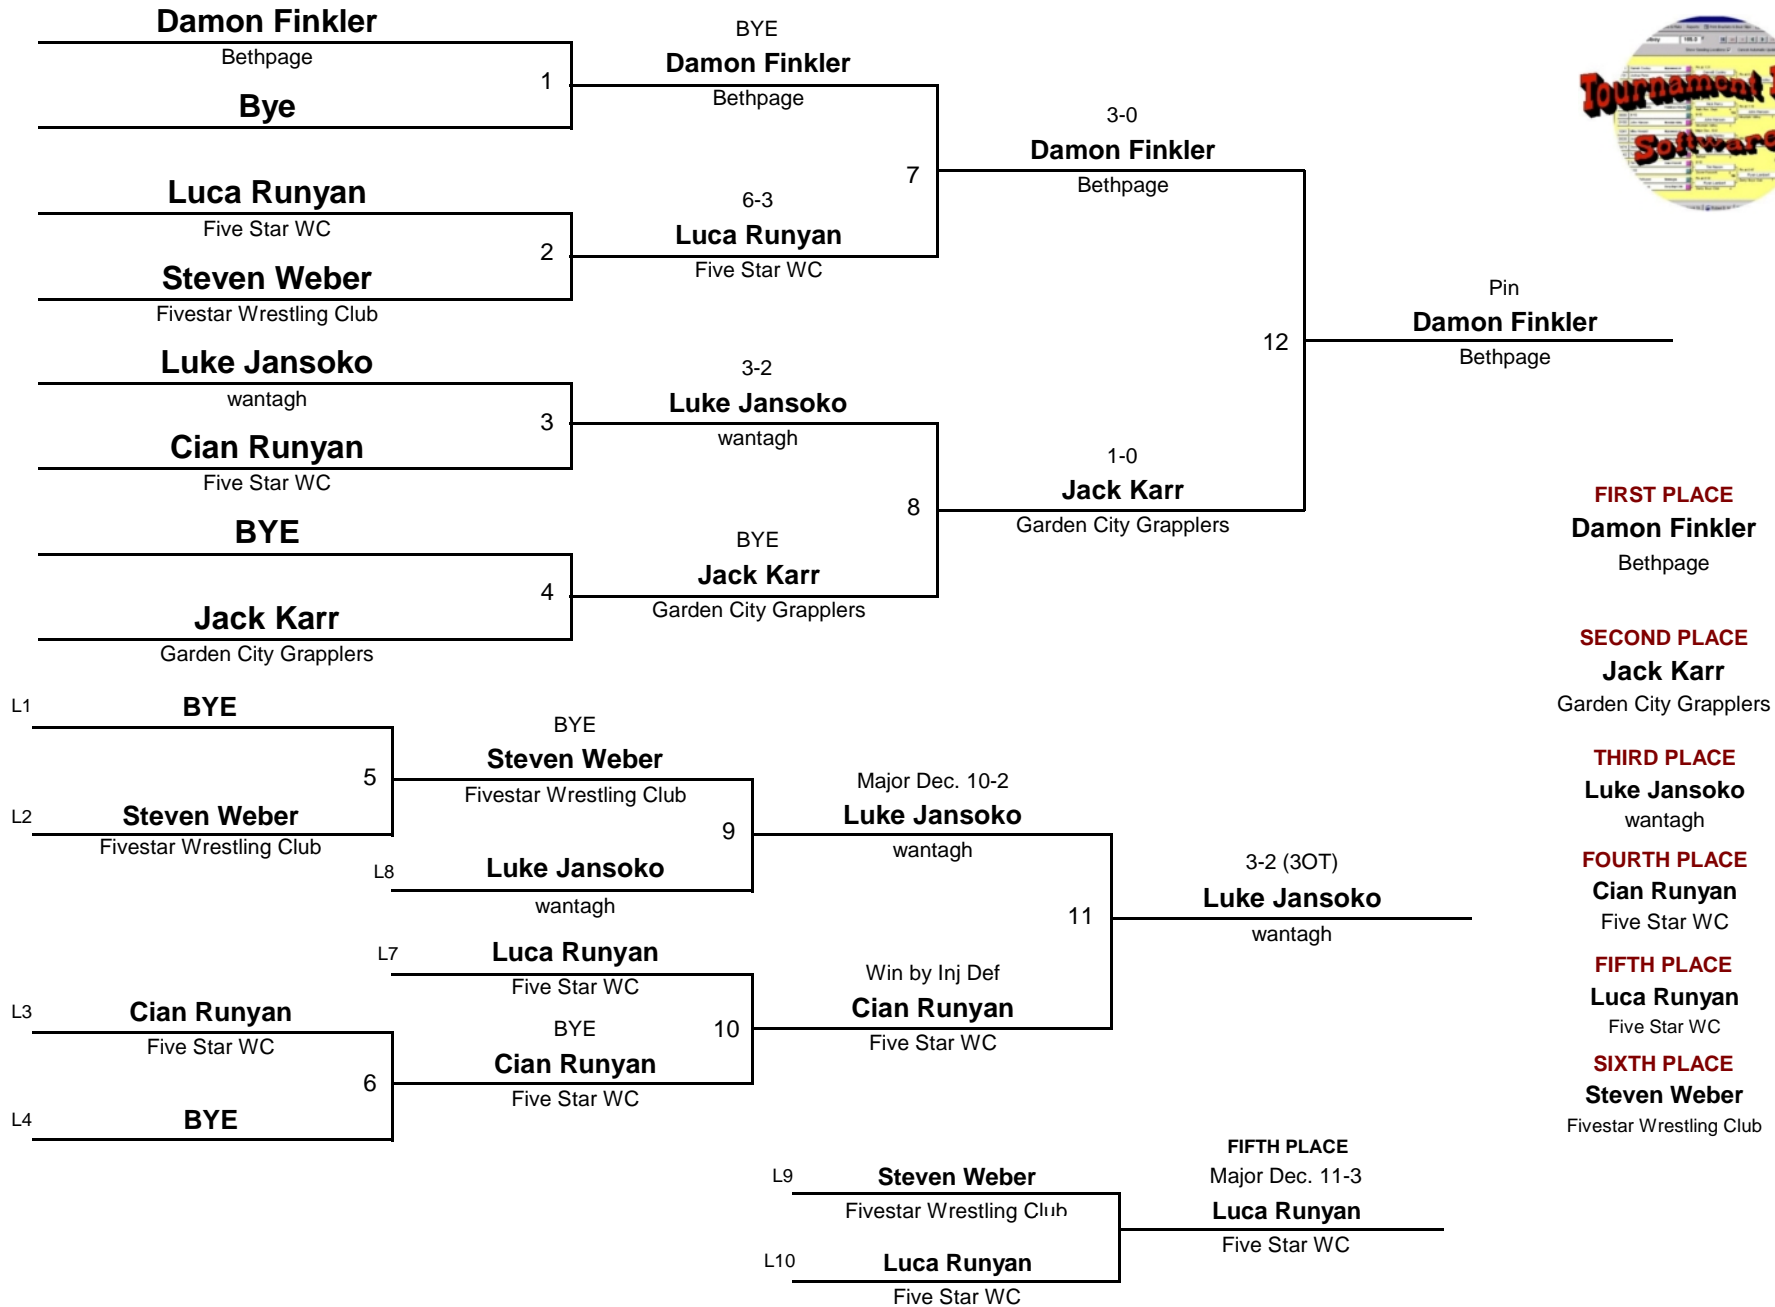 Damon Finkler
Bethpage
1
Bye
BYE
Damon Finkler
Bethpage
Luca Runyan
Five Star WC
2
Steven Weber
Fivestar Wrestling Club
6-3
Luca Runyan
Five Star WC
7
3-0
Damon Finkler
Bethpage
Luke Jansoko
wantagh
3
Cian Runyan
Five Star WC
3-2
Luke Jansoko
wantagh
BYE
4
Jack Karr
Garden City Grapplers
BYE
Jack Karr
Garden City Grapplers
8
1-0
Jack Karr
Garden City Grapplers
12
Pin
Damon Finkler
Bethpage
Tournament
Software
FIRST PLACE
Damon Finkler
Bethpage
SECOND PLACE
Jack Karr
Garden City Grapplers
THIRD PLACE
Luke Jansoko
wantagh
FOURTH PLACE
Cian Runyan
Five Star WC
FIFTH PLACE
Luca Runyan
Five Star WC
SIXTH PLACE
Steven Weber
Fivestar Wrestling Club
L1
BYE
5
L2
Steven Weber
Fivestar Wrestling Club
BYE
Steven Weber
Fivestar Wrestling Club
9
L8
Luke Jansoko
wantagh
Major Dec. 10-2
Luke Jansoko
wantagh
L7
Luca Runyan
Five Star WC
L3
Cian Runyan
Five Star WC
6
L4
BYE
BYE
Cian Runyan
Five Star WC
10
Win by Inj Def
Cian Runyan
Five Star WC
11
3-2 (3OT)
Luke Jansoko
wantagh
L9
Steven Weber
Fivestar Wrestling Club
L10
Luca Runyan
Five Star WC
FIFTH PLACE
Major Dec. 11-3
Luca Runyan
Five Star WC